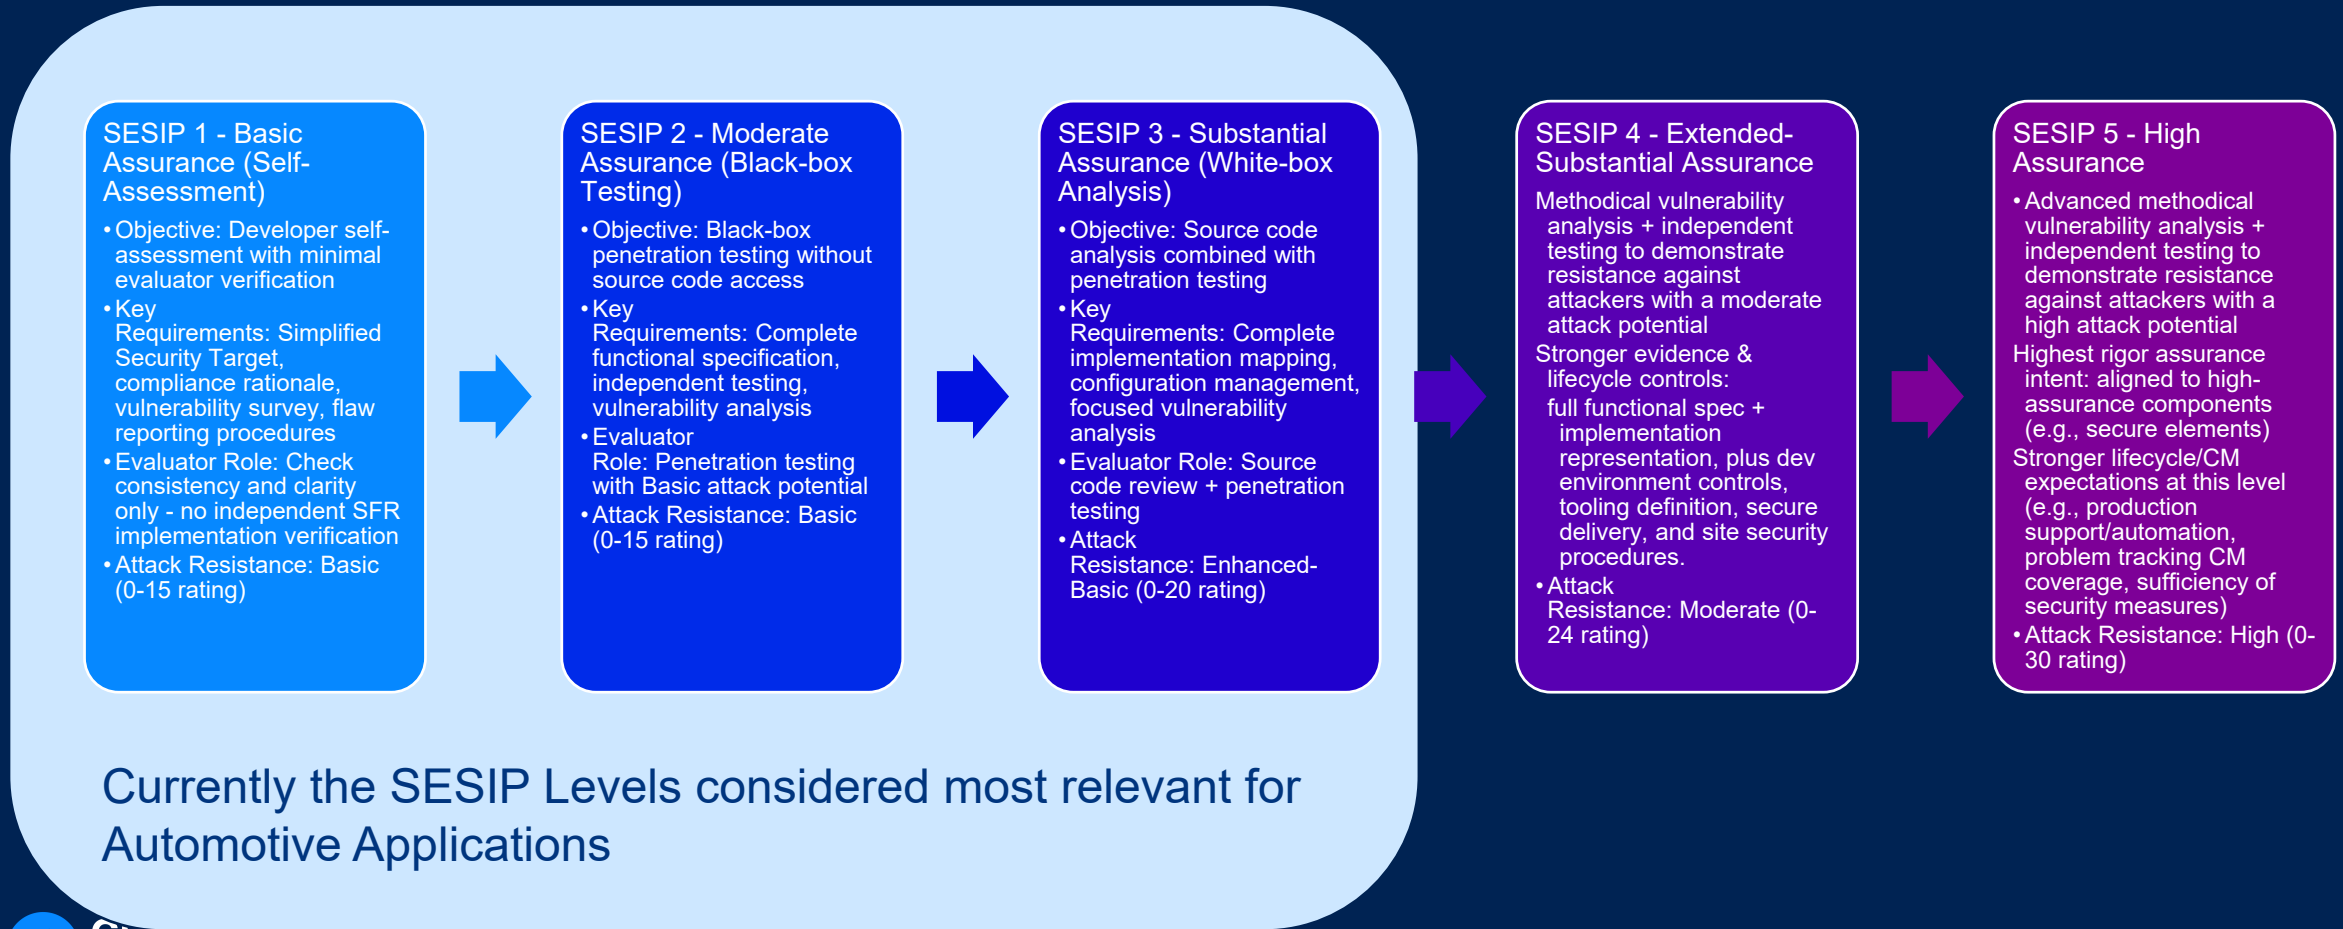 SESIP 1 - Basic
Assurance (Self-
Assessment)
•Objective: Developer self-
assessment with minimal
evaluator verification
•Key
Requirements: Simplified
Security Target,
compliance rationale,
vulnerability survey, flaw
reporting procedures
•Evaluator Role: Check
consistency and clarity
only - no independent SFR
implementation verification
•Attack Resistance: Basic
(0-15 rating)
SESIP 2 - Moderate
Assurance (Black-box
Testing)
•Objective: Black-box
penetration testing without
source code access
•Key
Requirements: Complete
functional specification,
independent testing,
vulnerability analysis
•Evaluator
Role: Penetration testing
with Basic attack potential
•Attack Resistance: Basic
(0-15 rating)
SESIP 3 - Substantial
Assurance (White-box
Analysis)
•Objective: Source code
analysis combined with
penetration testing
•Key
Requirements: Complete
implementation mapping,
configuration management,
focused vulnerability
analysis
•Evaluator Role: Source
code review + penetration
testing
•Attack
Resistance: Enhanced-
Basic (0-20 rating)
SESIP 4 - Extended-
Substantial Assurance
Methodical vulnerability
analysis + independent
testing to demonstrate
resistance against
attackers with a moderate
attack potential
Stronger evidence &
lifecycle controls:
full functional spec +
implementation
representation, plus dev
environment controls,
tooling definition, secure
delivery, and site security
procedures.
•Attack
Resistance: Moderate (0-
24 rating)
SESIP 5 - High
Assurance
•Advanced methodical
vulnerability analysis +
independent testing to
demonstrate resistance
against attackers with a
high attack potential
Highest rigor assurance
intent: aligned to high-
assurance components
(e.g., secure elements)
Stronger lifecycle/CM
expectations at this level
(e.g., production
support/automation,
problem tracking CM
coverage, sufficiency of
security measures)
•Attack Resistance: High (0-
30 rating)
Currently the SESIP Levels considered most relevant for
Automotive Applications